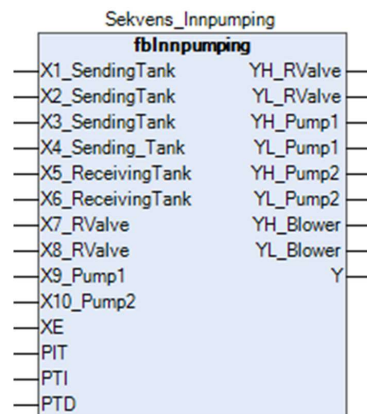 Sekvens_Innpumping
fbInnpumping
X1_SendingTank YH_RValve
X2_SendingTank YL_RValve
X3_SendingTank YH_Pump1
X4_Sending_Tank YL_Pump1
X5_ReceivingTank YH_Pump2
X6_ReceivingTank YL_Pump2
X7_RValve YH_Blower
X8_RValve YL_Blower
X9_Pump1 Y
X10_Pump2
XE
PIT
PTI
PTD